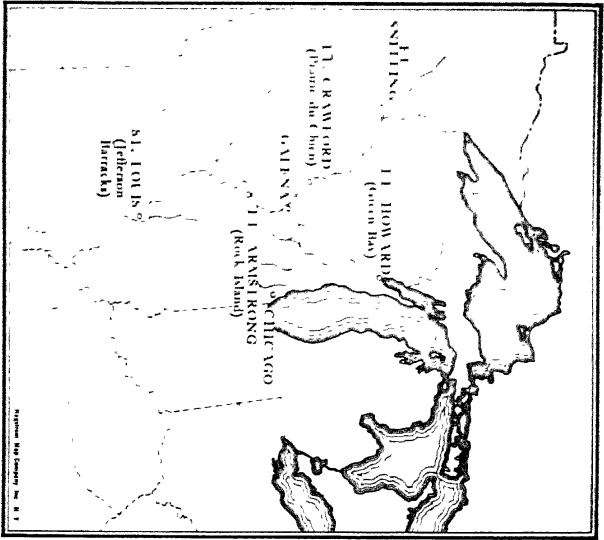 FT.
SNELLING
FT. CRAWFORD
(Prairie du Chien)
GALENA
FT. HOWARD
(Green Bay)
ST. LOUIS
(Jefferson
Barracks)
FT. ARMSTRONG
(Rock Island)
CHICAGO
Hagstrom Map Company Inc. N Y